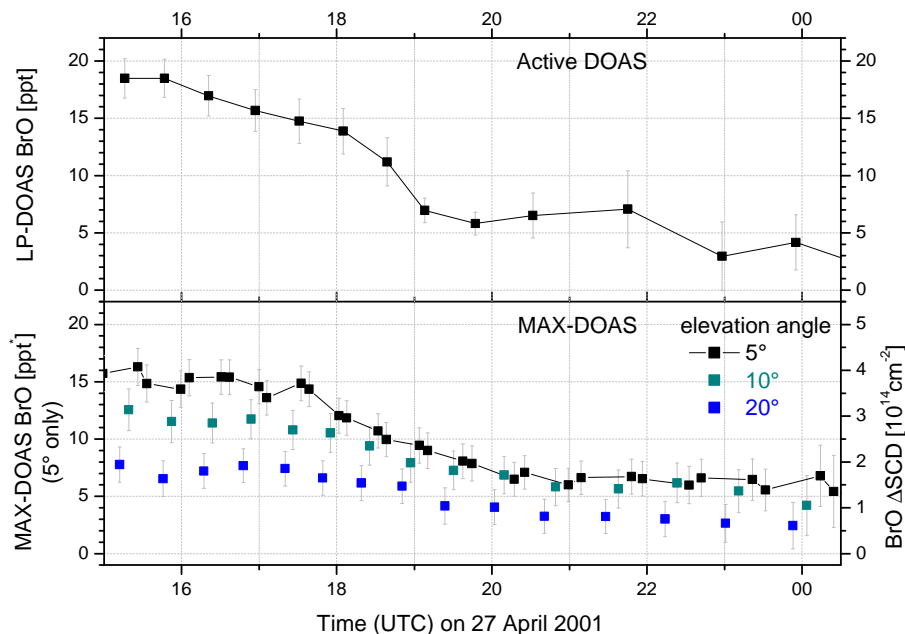 16 18 20 22 00
Active DOAS
LP-DOAS BrO [ppt]
20 20
15 15
10 10
5 5
0 0
MAX-DOAS elevation angle
5°
10°
20°
MAX-DOAS BrO [ppt*]
(5° only)
20 5
15 4
10 3
5 2
0 1
0
BrO ΔSCD [10¹⁴cm⁻²]
16 18 20 22 00
Time (UTC) on 27 April 2001